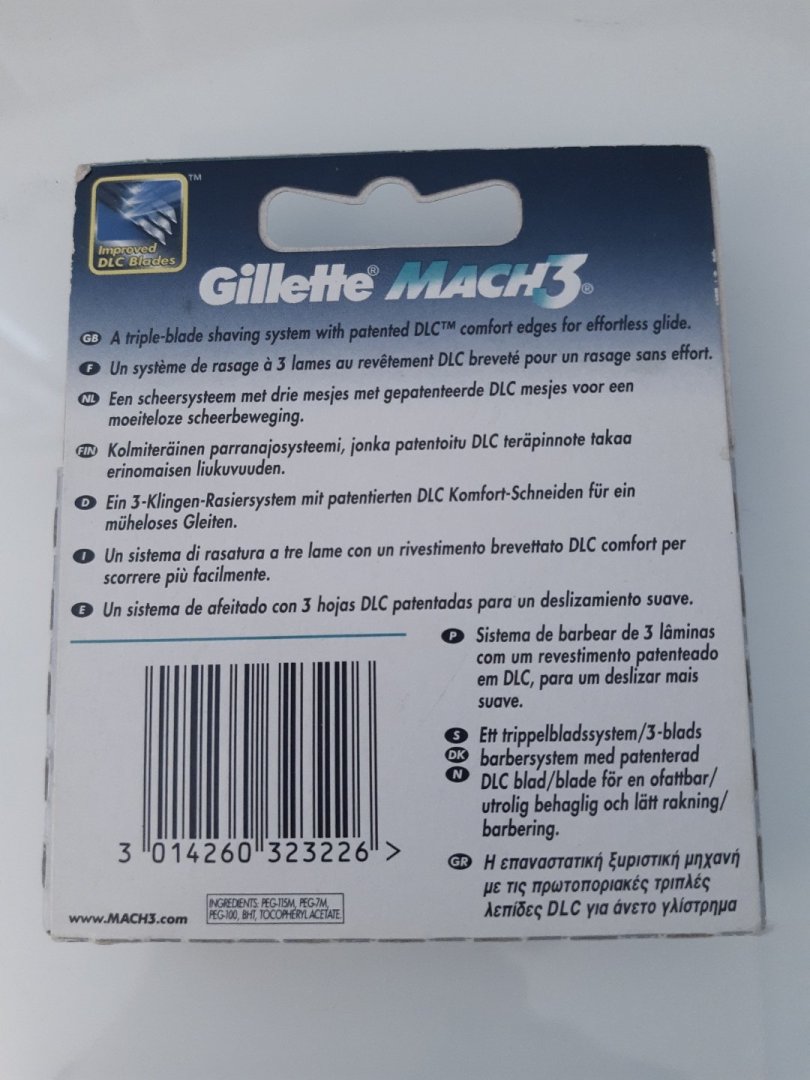 TM
Improved
DLC Blades
Gillette® MACH3®
GB A triple-blade shaving system with patented DLC™ comfort edges for effortless glide.
F Un système de rasage à 3 lames au revêtement DLC breveté pour un rasage sans effort.
NL Een scheersysteem met drie mesjes met gepatenteerde DLC mesjes voor een
moeiteloze scheerbeweging.
FIN Kolmiteräinen parranajosysteemi, jonka patentoitu DLC teräpinnote takaa
erinomaisen liukuvuuden.
D Ein 3-Klingen-Rasiersystem mit patentierten DLC Komfort-Schneiden für ein
müheloses Gleiten.
I Un sistema di rasatura a tre lame con un rivestimento brevettato DLC comfort per
scorrere più facilmente.
E Un sistema de afeitado con 3 hojas DLC patentadas para un deslizamiento suave.
P Sistema de barbear de 3 lâminas
com um revestimento patenteado
em DLC, para um deslizar mais
suave.
S Ett trippelbladssystem/3-blads
DK barbersystem med patenterad
N DLC blad/blade för en ofattbar/
utrolig behaglig och lätt rakning/
barbering.
GR Η επαναστατική ξυριστική μηχανή
με τις πρωτοποριακές τριπλές
λεπίδες DLC για άνετο γλίστρημα
3 014260 323226 >
www.MACH3.com
INGREDIENTS: PEG-115M, PEG-7M,
PEG-100, BHT, TOCOPHERYL ACETATE